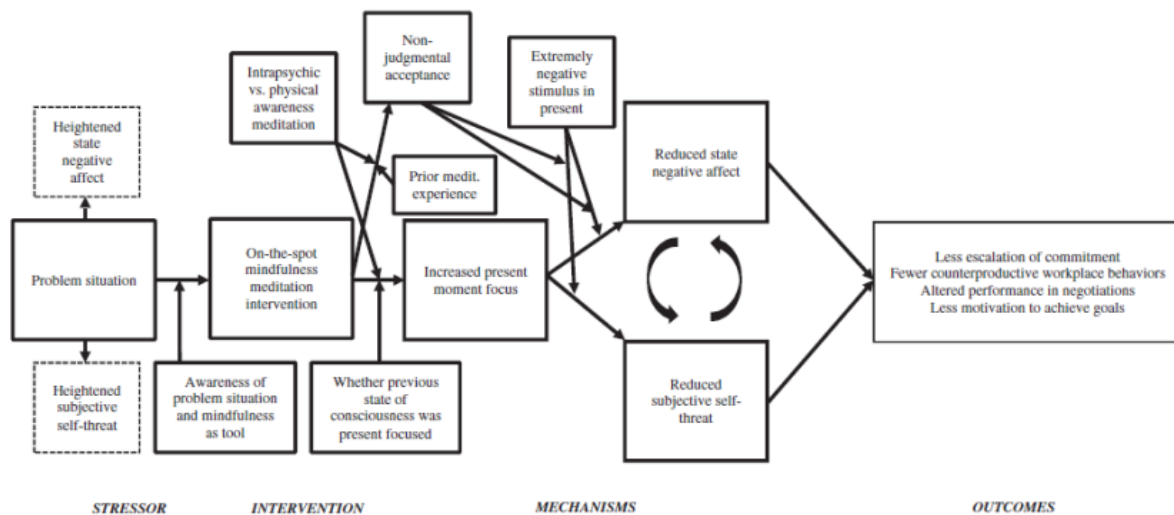 Non-
judgmental
acceptance
Intrapsychic
vs. physical
awareness
meditation
Extremely
negative
stimulus in
present
Heightened
state
negative
affect
Reduced state
negative affect
Prior medit.
experience
Problem situation
On-the-spot
mindfulness
meditation
intervention
Increased present
moment focus
Less escalation of commitment
Fewer counterproductive workplace behaviors
Altered performance in negotiations
Less motivation to achieve goals
Heightened
subjective
self-threat
Awareness of
problem situation
and mindfulness
as tool
Whether previous
state of
consciousness was
present focused
Reduced
subjective self-
threat
STRESSOR
INTERVENTION
MECHANISMS
OUTCOMES